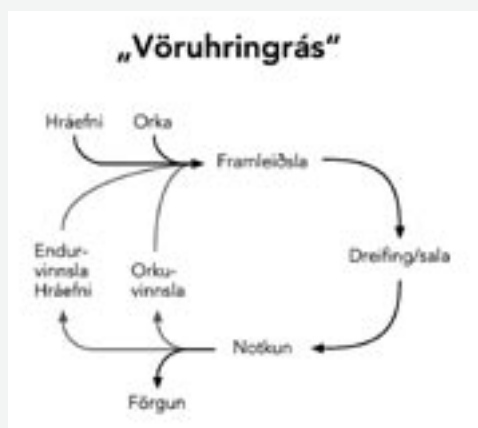 „Vöruhringrás“
Hráefni
Orka
Framleiðsla
Endur-
vinnsla
Hráefni
Orku-
vinnsla
Dreifing/sala
Notkun
Förgun